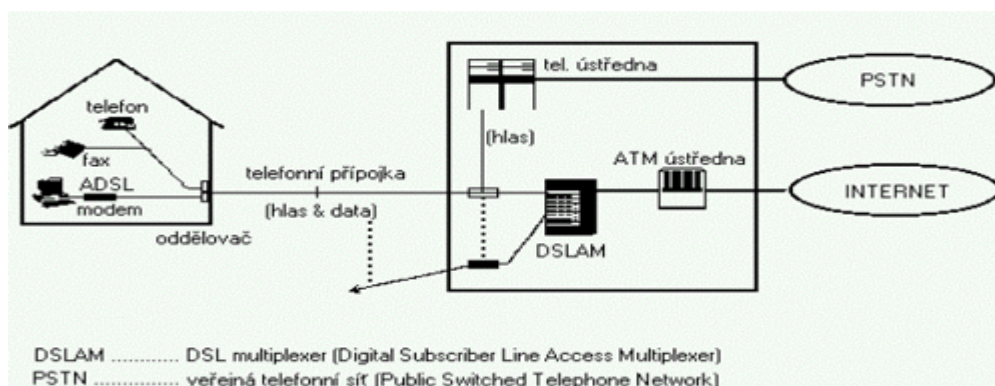 tel. ústředna
PSTN
telefon
(hlas)
fax
ATM ústředna
telefonní přípojka
ADSL
INTERNET
modem
(hlas & data)
oddělovač
DSLAM
DSLAM ............ DSL multiplexer (Digital Subscriber Line Access Multiplexer)
PSTN ................ veřejná telefonní síť (Public Switched Telephone Network)